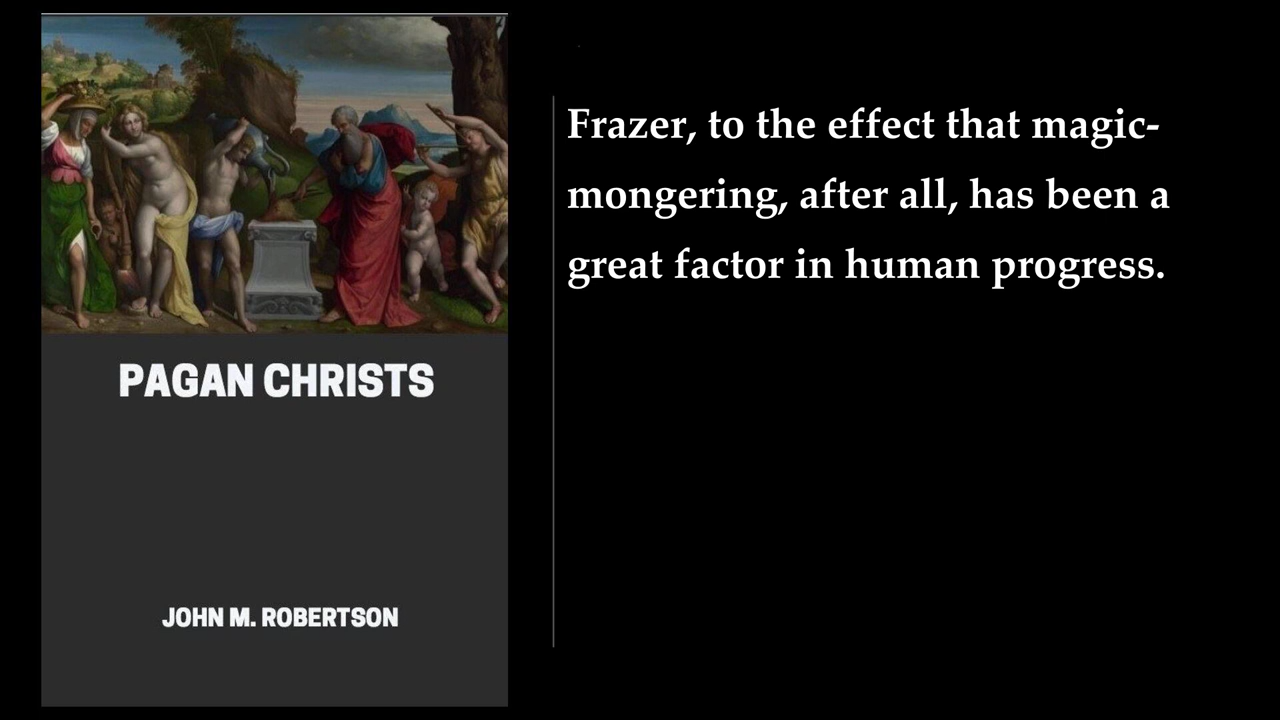 PAGAN CHRISTS
JOHN M. ROBERTSON
Frazer, to the effect that magic-
mongering, after all, has been a
great factor in human progress.